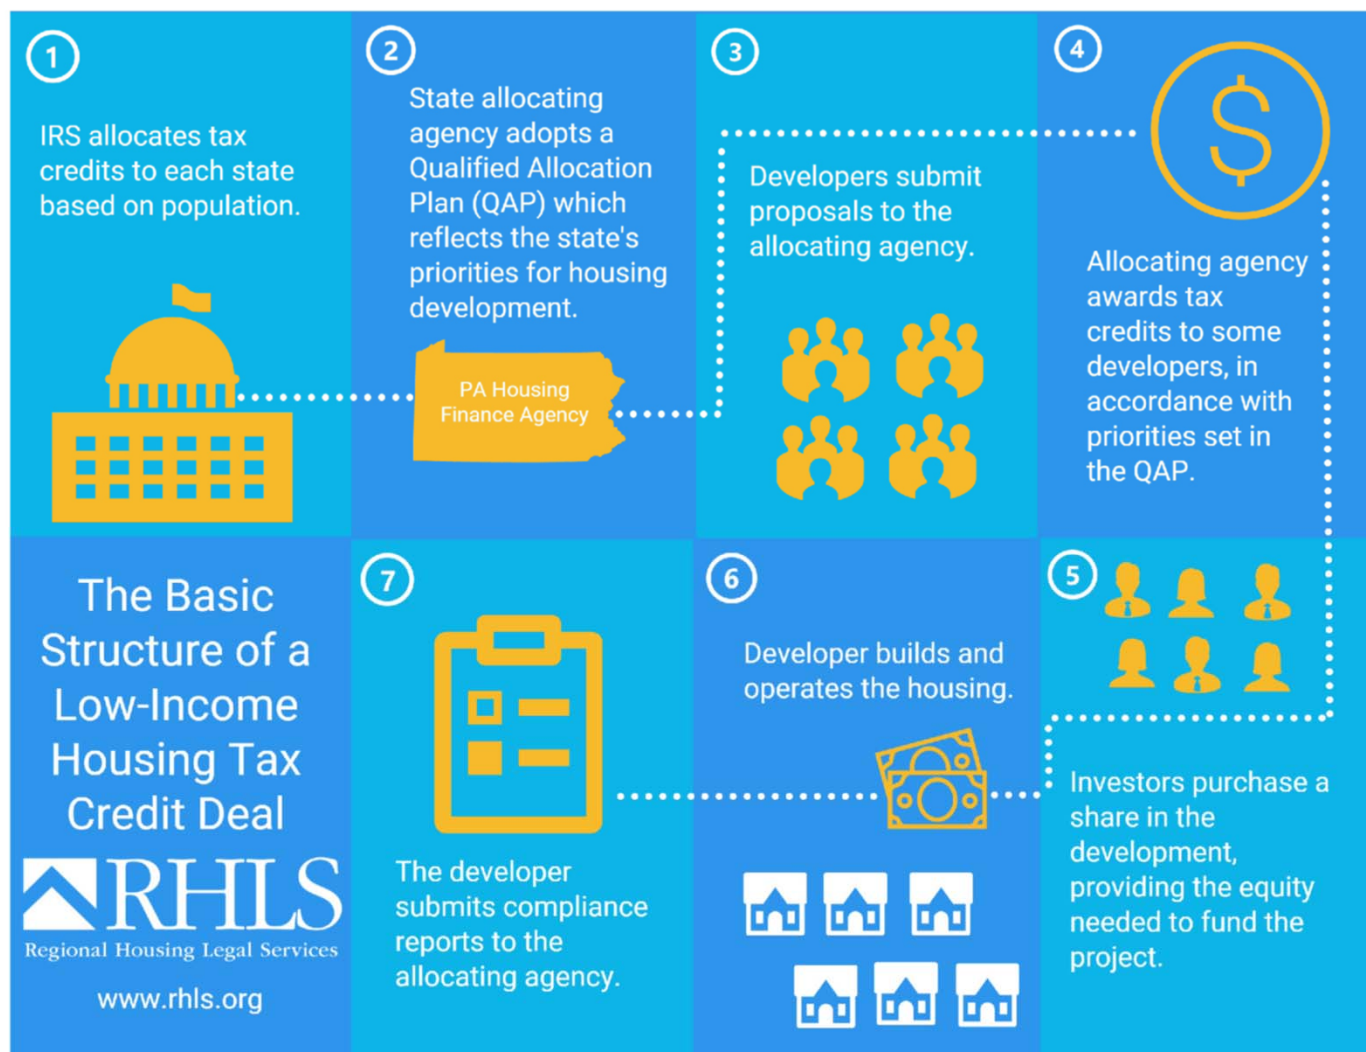 1
IRS allocates tax
credits to each state
based on population.
2
State allocating
agency adopts a
Qualified Allocation
Plan (QAP) which
reflects the state's
priorities for housing
development.
PA Housing
Finance Agency
3
Developers submit
proposals to the
allocating agency.
4
$
Allocating agency
awards tax
credits to some
developers, in
accordance with
priorities set in
the QAP.
5
Investors purchase a
share in the
development,
providing the equity
needed to fund the
project.
6
Developer builds and
operates the housing.
7
The developer
submits compliance
reports to the
allocating agency.
The Basic
Structure of a
Low-Income
Housing Tax
Credit Deal
RHLS
Regional Housing Legal Services
www.rhls.org